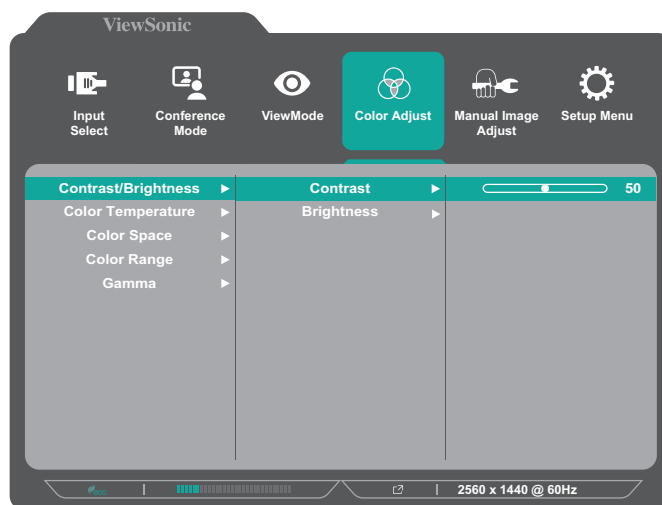 ViewSonic
Input Select
Conference Mode
ViewMode
Color Adjust
Manual Image Adjust
Setup Menu
Contrast/Brightness
Contrast
50
Color Temperature
Brightness
Color Space
Color Range
Gamma
eco
2560 x 1440 @ 60Hz